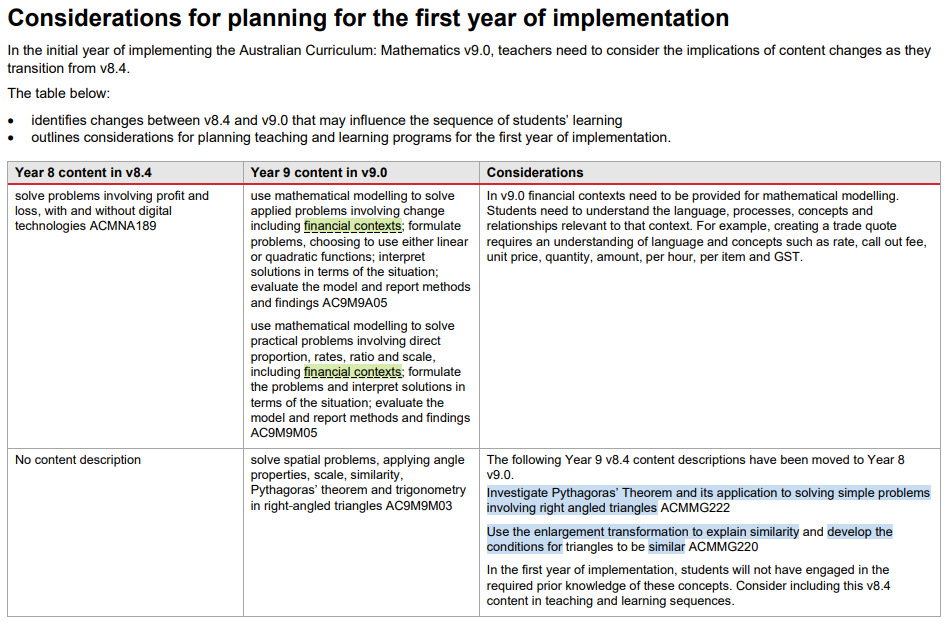 Considerations for planning for the first year of implementation
In the initial year of implementing the Australian Curriculum: Mathematics v9.0, teachers need to consider the implications of content changes as they
transition from v8.4.
The table below:
• identifies changes between v8.4 and v9.0 that may influence the sequence of students’ learning
• outlines considerations for planning teaching and learning programs for the first year of implementation.
Year 8 content in v8.4
Year 9 content in v9.0
Considerations
solve problems involving profit and
loss, with and without digital
technologies ACMNA189
use mathematical modelling to solve
applied problems involving change
including financial contexts; formulate
problems, choosing to use either linear
or quadratic functions; interpret
solutions in terms of the situation;
evaluate the model and report methods
and findings AC9M9A05
use mathematical modelling to solve
practical problems involving direct
proportion, rates, ratio and scale,
including financial contexts; formulate
the problems and interpret solutions in
terms of the situation; evaluate the
model and report methods and findings
AC9M9M05
In v9.0 financial contexts need to be provided for mathematical modelling.
Students need to understand the language, processes, concepts and
relationships relevant to that context. For example, creating a trade quote
requires an understanding of language and concepts such as rate, call out fee,
unit price, quantity, amount, per hour, per item and GST.
No content description
solve spatial problems, applying angle
properties, scale, similarity,
Pythagoras’ theorem and trigonometry
in right-angled triangles AC9M9M03
The following Year 9 v8.4 content descriptions have been moved to Year 8
v9.0.
Investigate Pythagoras’ Theorem and its application to solving simple problems
involving right angled triangles ACMMG222
Use the enlargement transformation to explain similarity and develop the
conditions for triangles to be similar ACMMG220
In the first year of implementation, students will not have engaged in the
required prior knowledge of these concepts. Consider including this v8.4
content in teaching and learning sequences.